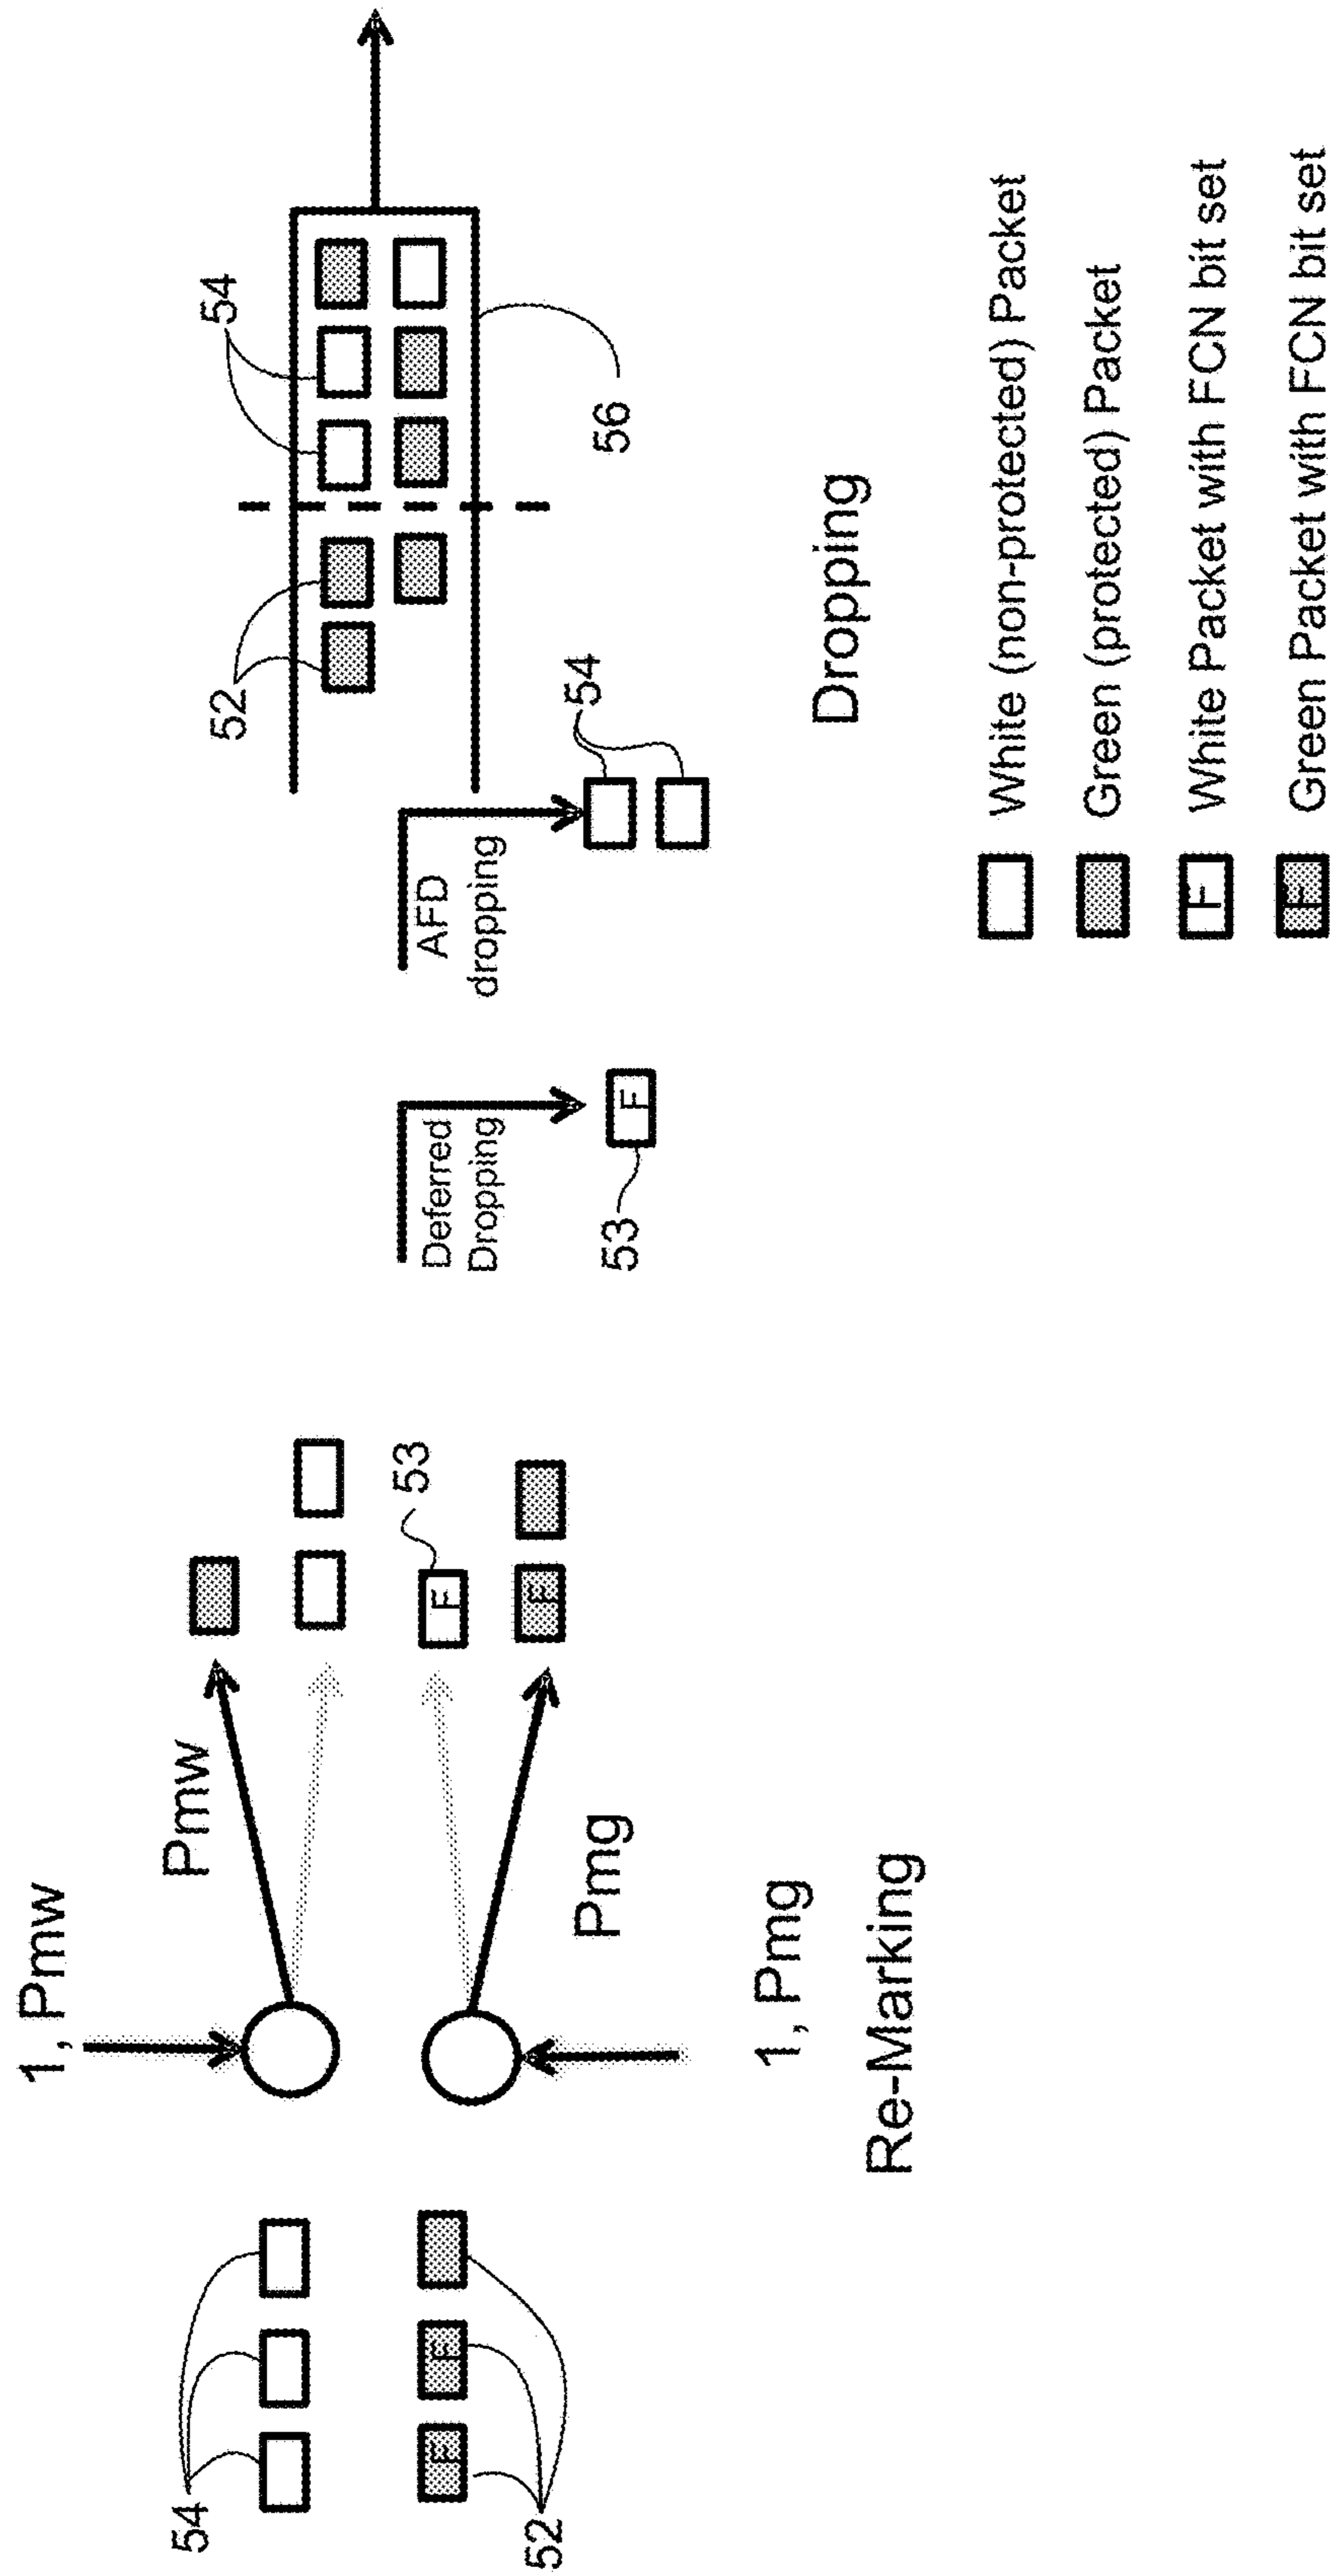 1, Pmw
Pmw
54
52
53
Pmg
1, Pmg
Re-Marking
F
F
F
F
Deferred
Dropping
F
53
AFD
dropping
54
52
54
56
Dropping
White (non-protected) Packet
Green (protected) Packet
F
White Packet with FCN bit set
F
Green Packet with FCN bit set